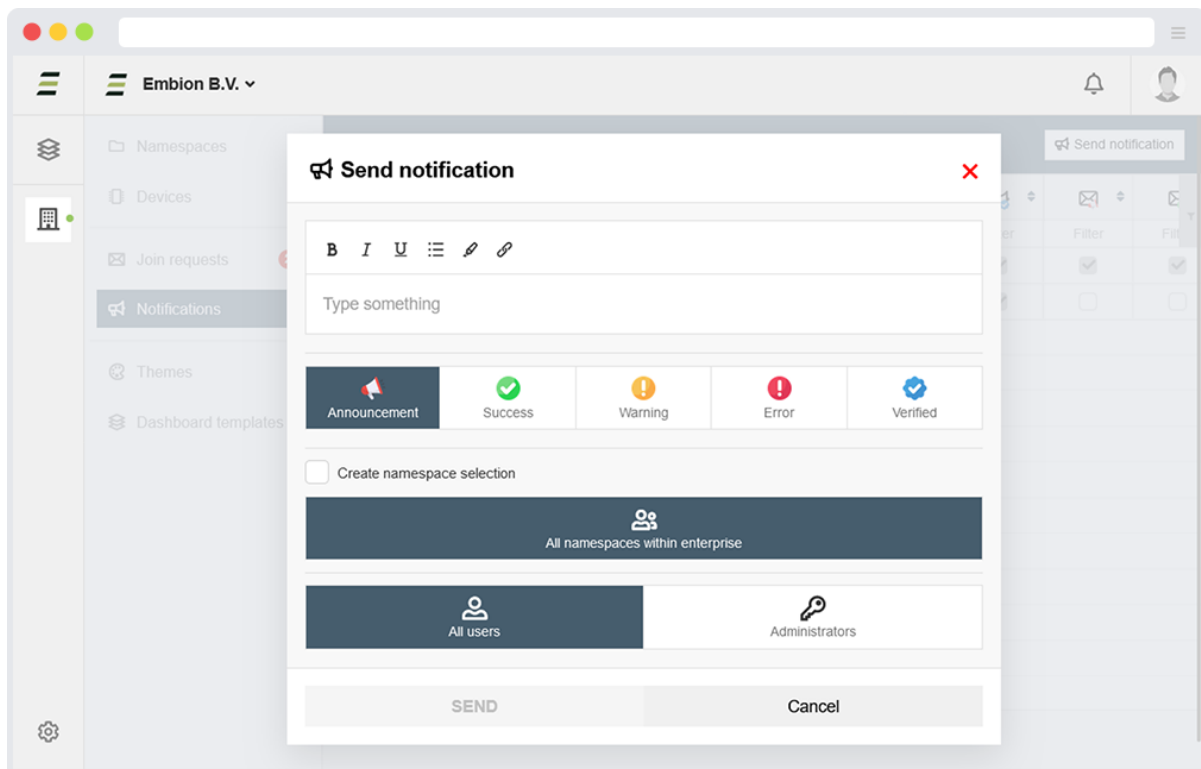 Embion B.V.
Namespaces
Devices
Join requests
Notifications
Themes
Dashboard templates
Send notification
Filter
Send notification
B I U
Type something
Announcement
Success
Warning
Error
Verified
Create namespace selection
All namespaces within enterprise
All users
Administrators
SEND
Cancel